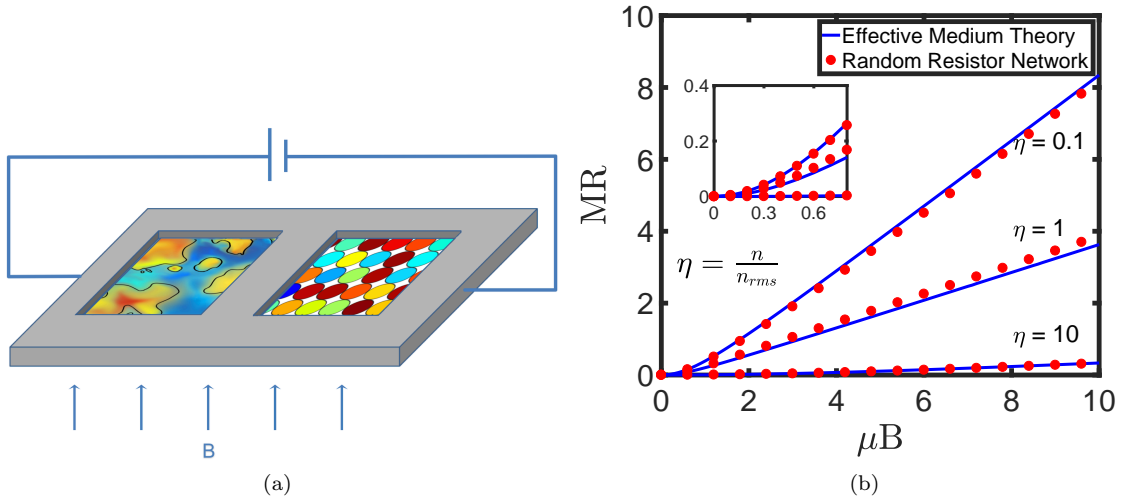 B
(a)
10
8
6
4
2
0
MR
0 2 4 6 8 10
μB
Effective Medium Theory
Random Resistor Network
0.4
0.2
0
0 0.3 0.6
η = n/n_rms
η = 0.1
η = 1
η = 10
(b)